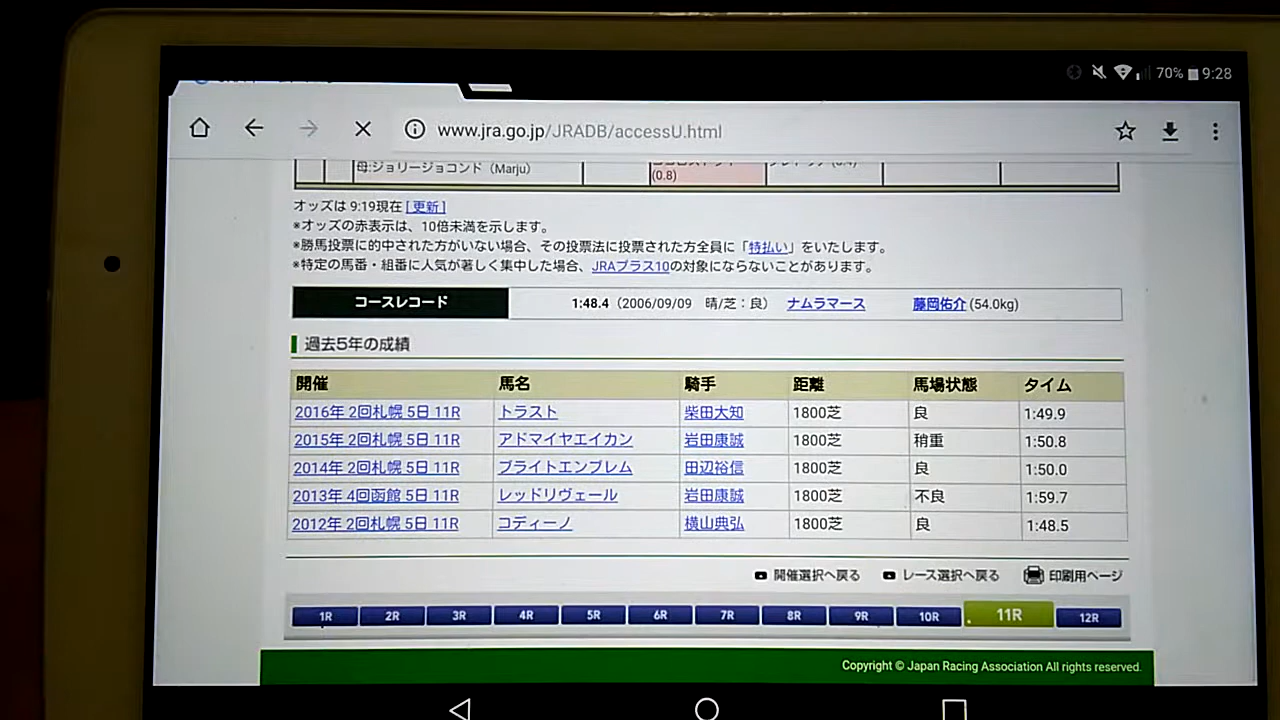 70% 9:28
www.jra.go.jp/JRADB/accessU.html
母:ジョリージョコンド（Marju）
(0.8)
オッズは 9:19現在 [更新]
※オッズの赤表示は、10倍未満を示します。
※勝馬投票に的中された方がいない場合、その投票法に投票された方全員に「特払い」をいたします。
※特定の馬番・組番に人気が著しく集中した場合、JRAプラス10の対象にならないことがあります。
コースレコード 1:48.4（2006/09/09 晴/芝：良） ナムラマース 藤岡佑介 (54.0kg)
過去5年の成績
開催 馬名 騎手 距離 馬場状態 タイム
2016年 2回札幌 5日 11R トラスト 柴田大知 1800芝 良 1:49.9
2015年 2回札幌 5日 11R アドマイヤエイカン 岩田康誠 1800芝 稍重 1:50.8
2014年 2回札幌 5日 11R ブライトエンブレム 田辺裕信 1800芝 良 1:50.0
2013年 4回函館 5日 11R レッドリヴェール 岩田康誠 1800芝 不良 1:59.7
2012年 2回札幌 5日 11R コディーノ 横山典弘 1800芝 良 1:48.5
開催選択へ戻る レース選択へ戻る 印刷用ページ
1R 2R 3R 4R 5R 6R 7R 8R 9R 10R 11R 12R
Copyright © Japan Racing Association All rights reserved.